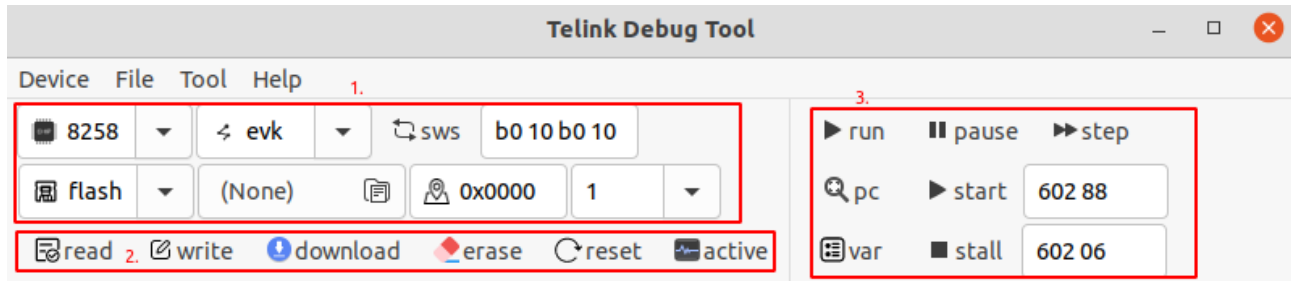 Telink Debug Tool
Device File Tool Help
1.
8258 evk sws b0 10 b0 10
flash (None) 0x0000 1
read 2. write download erase reset active
3.
run pause step
pc start 602 88
var stall 602 06